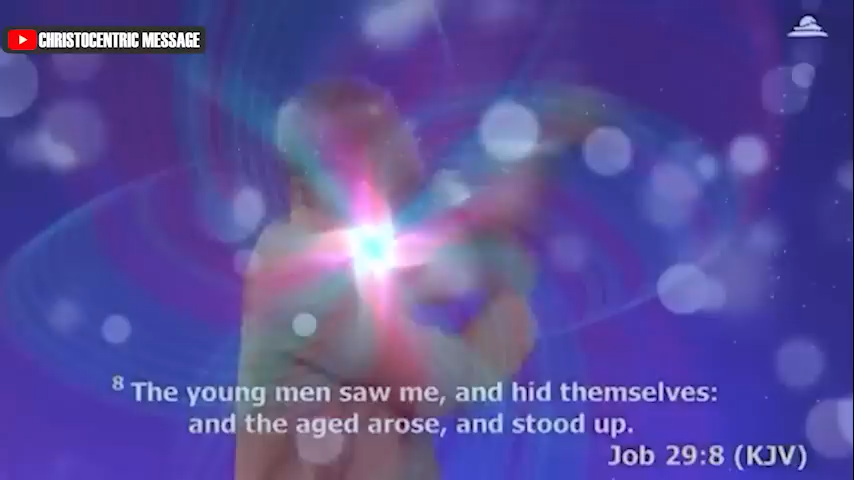 CHRISTOCENTRIC MESSAGE
8 The young men saw me, and hid themselves:
and the aged arose, and stood up.
Job 29:8 (KJV)